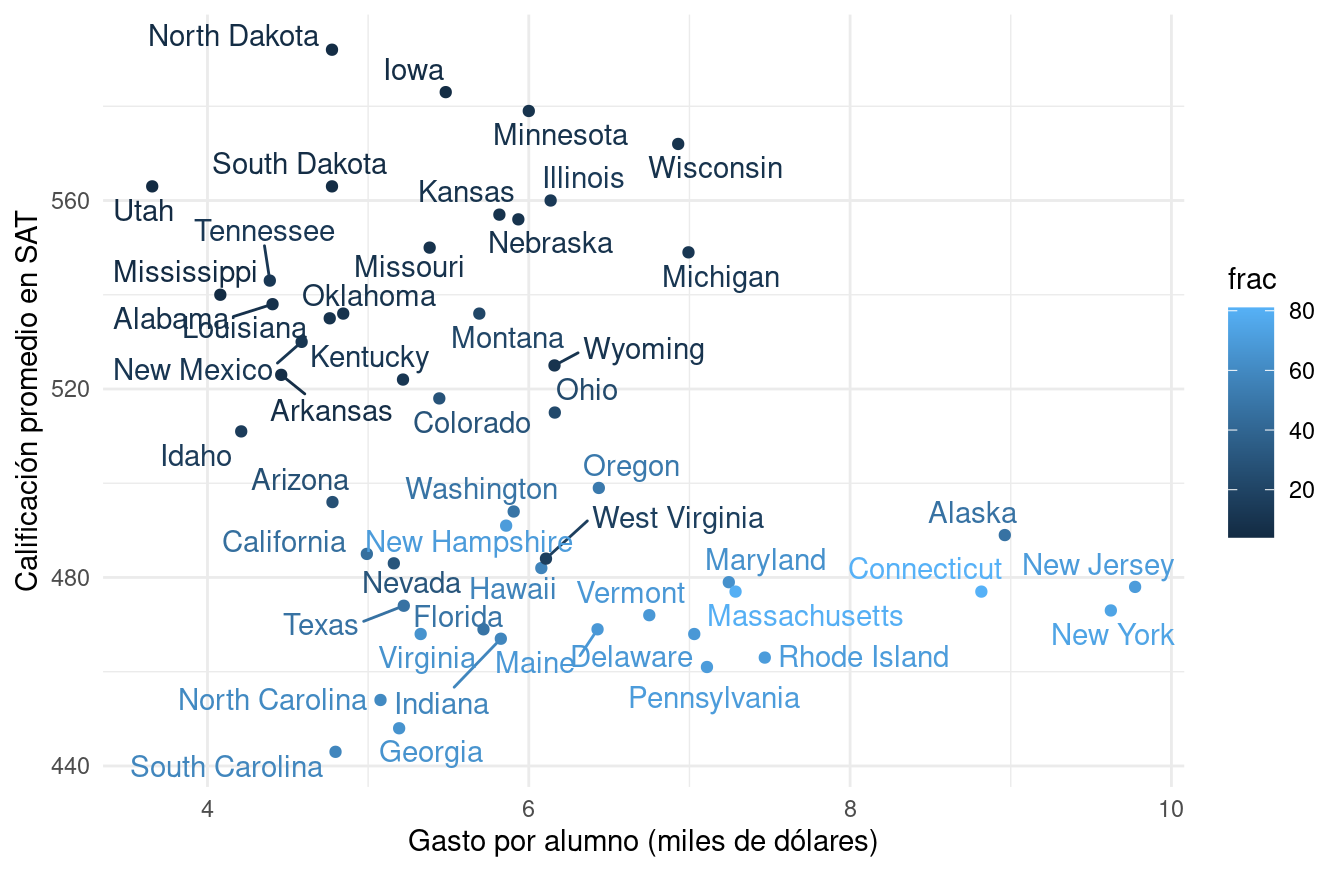 North Dakota
Iowa
Minnesota
Wisconsin
South Dakota
Illinois
Kansas
Utah
Tennessee
Nebraska
Mississippi
Missouri
Michigan
Oklahoma
Alabama
Louisiana
Montana
Wyoming
Kentucky
New Mexico
Ohio
Arkansas
Colorado
Idaho
Oregon
Arizona
Washington
West Virginia
Alaska
California
New Hampshire
Maryland
Connecticut
New Jersey
Nevada
Hawaii
Vermont
Texas
Florida
Massachusetts
New York
Virginia
Maine
Delaware
Rhode Island
North Carolina
Indiana
Pennsylvania
Georgia
South Carolina
560
520
480
440
4
6
8
10
Gasto por alumno (miles de dólares)
Calificación promedio en SAT
frac
80
60
40
20